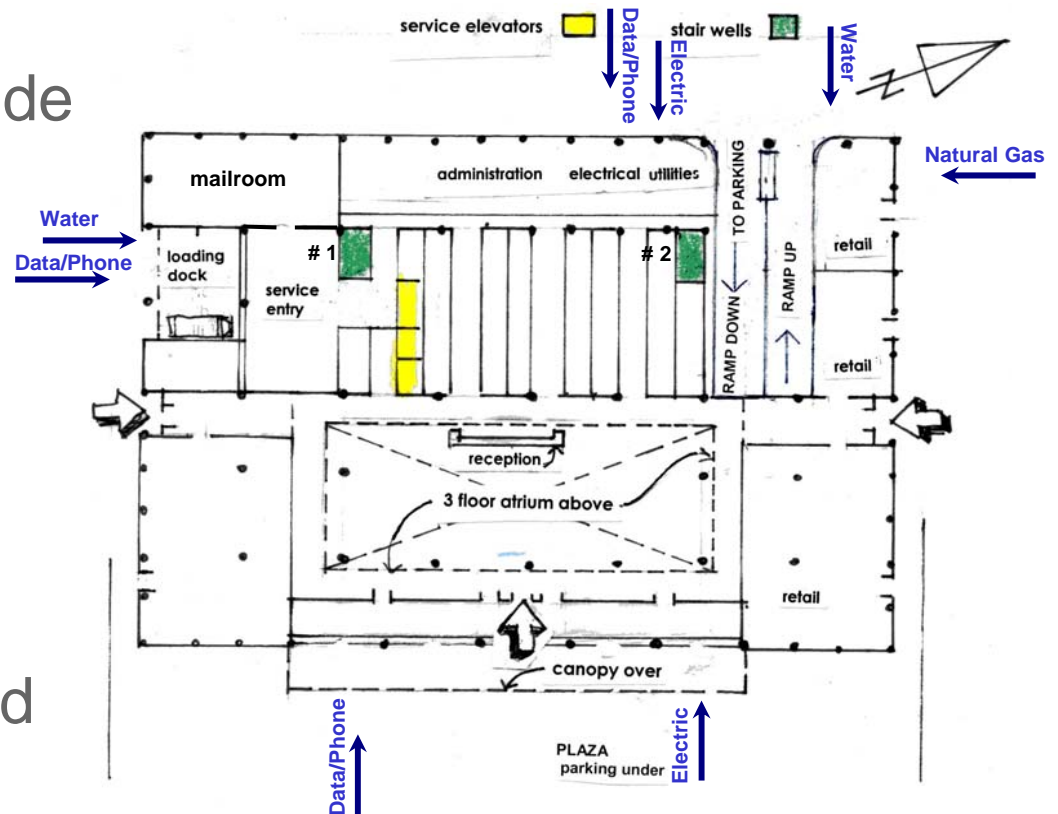 service elevators
stair wells
Data/Phone
Electric
Water
N
de
Natural Gas
mailroom
administration
electrical utilities
TO PARKING
Water
Data/Phone
loading
dock
# 1
service
entry
# 2
RAMP DOWN
RAMP UP
retail
retail
reception
3 floor atrium above
retail
canopy over
d
Data/Phone
PLAZA
parking under
Electric